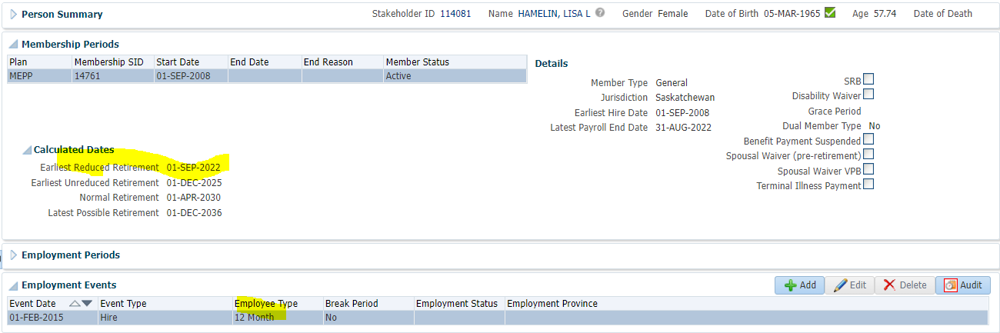 Person Summary Stakeholder ID 114081 Name HAMELIN, LISA L Gender Female Date of Birth 05-MAR-1965 Age 57.74 Date of Death
Membership Periods
Plan Membership SID Start Date End Date End Reason Member Status
MEPP 14761 01-SEP-2008 Active
Details
Member Type General
Jurisdiction Saskatchewan
Earliest Hire Date 01-SEP-2008
Latest Payroll End Date 31-AUG-2022
SRB
Disability Waiver
Grace Period
Dual Member Type No
Benefit Payment Suspended
Spousal Waiver (pre-retirement)
Spousal Waiver VPB
Terminal Illness Payment
Calculated Dates
Earliest Reduced Retirement 01-SEP-2022
Earliest Unreduced Retirement 01-DEC-2025
Normal Retirement 01-APR-2030
Latest Possible Retirement 01-DEC-2036
Employment Periods
Employment Events Add Edit Delete Audit
Event Date Event Type Employee Type Break Period Employment Status Employment Province
01-FEB-2015 Hire 12 Month No